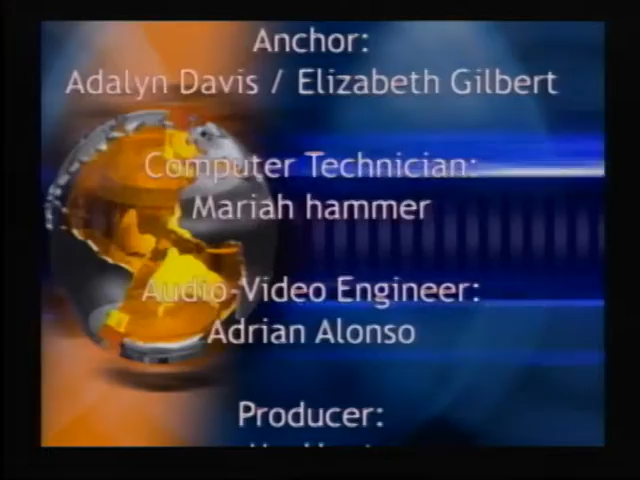 Anchor:
Adalyn Davis / Elizabeth Gilbert
Computer Technician:
Mariah hammer
Audio-Video Engineer:
Adrian Alonso
Producer: